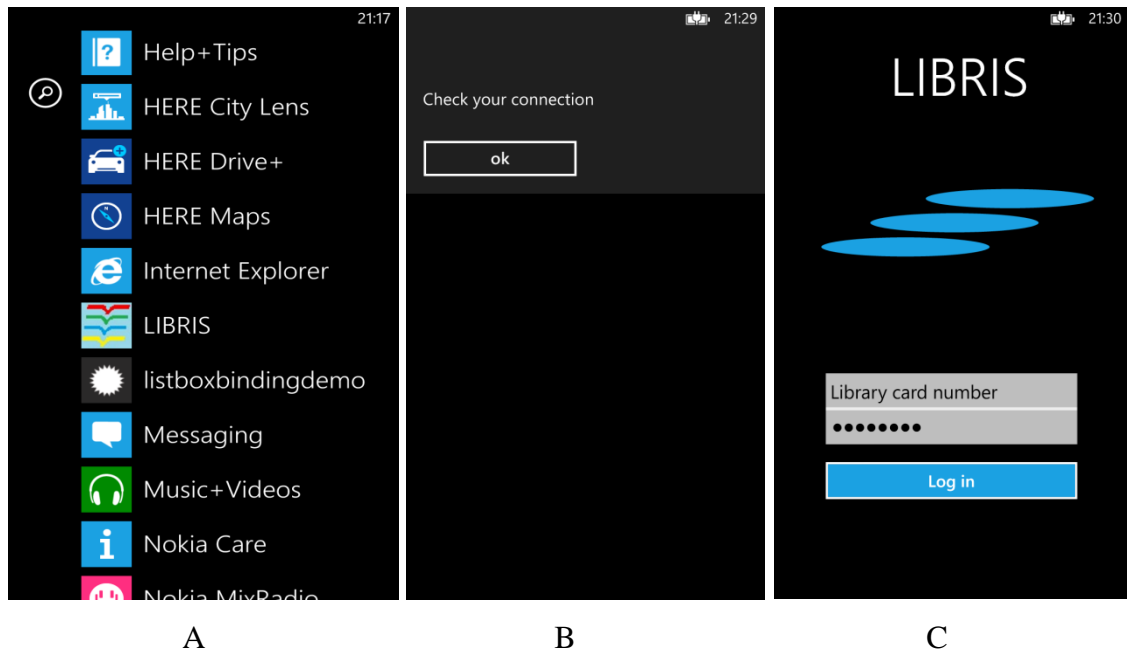 21:17
Help+Tips
HERE City Lens
HERE Drive+
HERE Maps
Internet Explorer
LIBRIS
listboxbindingdemo
Messaging
Music+Videos
Nokia Care
Nokia MixRadio
21:29
Check your connection
ok
21:30
LIBRIS
Library card number
••••••••
Log in
A
B
C